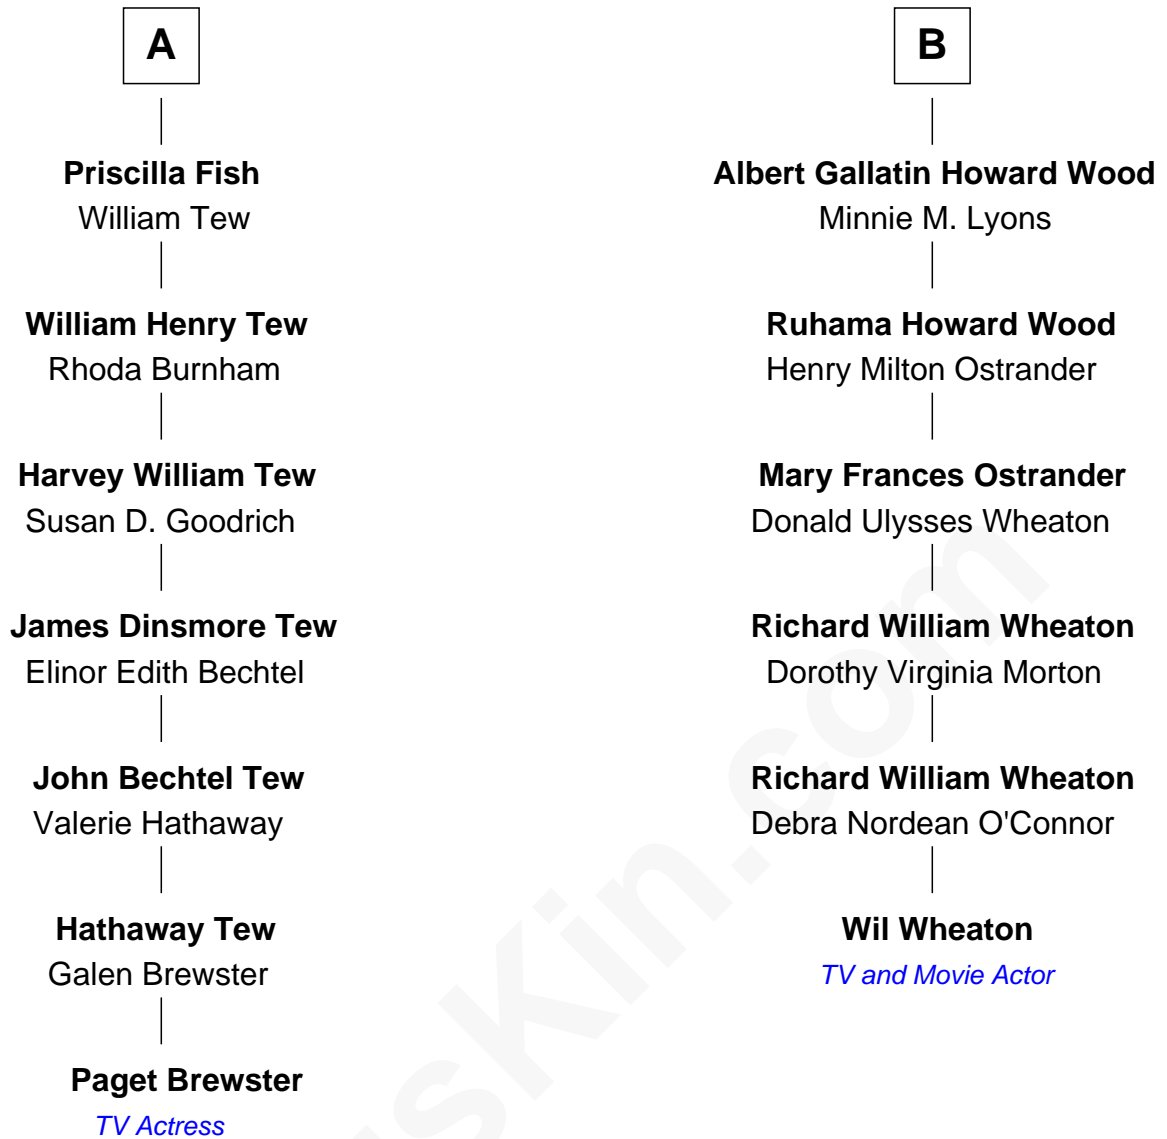 A
Priscilla Fish
William Tew
William Henry Tew
Rhoda Burnham
Harvey William Tew
Susan D. Goodrich
James Dinsmore Tew
Elinor Edith Bechtel
John Bechtel Tew
Valerie Hathaway
Hathaway Tew
Galen Brewster
Paget Brewster
TV Actress
B
Albert Gallatin Howard Wood
Minnie M. Lyons
Ruhama Howard Wood
Henry Milton Ostrander
Mary Frances Ostrander
Donald Ulysses Wheaton
Richard William Wheaton
Dorothy Virginia Morton
Richard William Wheaton
Debra Nordean O'Connor
Wil Wheaton
TV and Movie Actor
usKin.com